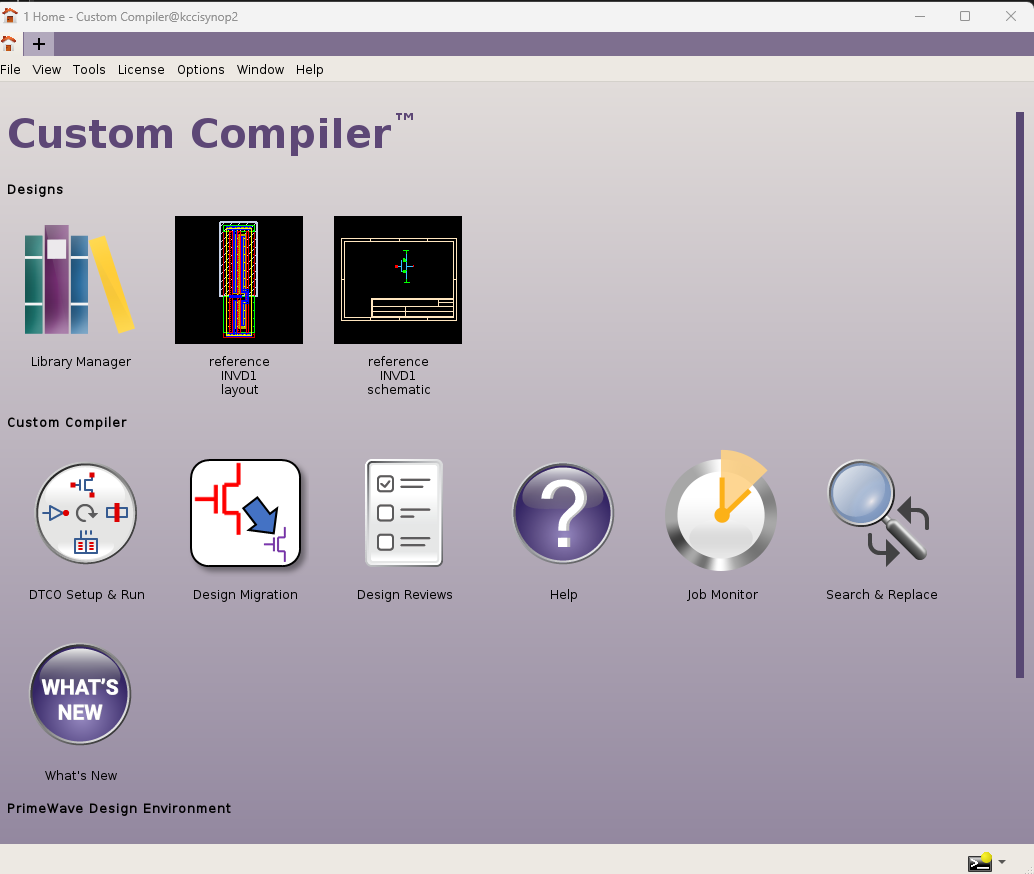 1 Home - Custom Compiler@kccisynop2
+
File View Tools License Options Window Help
Custom Compiler™
Designs
Library Manager
reference
INVD1
layout
reference
INVD1
schematic
Custom Compiler
DTCO Setup & Run
Design Migration
Design Reviews
?
Help
Job Monitor
Search & Replace
WHAT'S
NEW
What's New
PrimeWave Design Environment